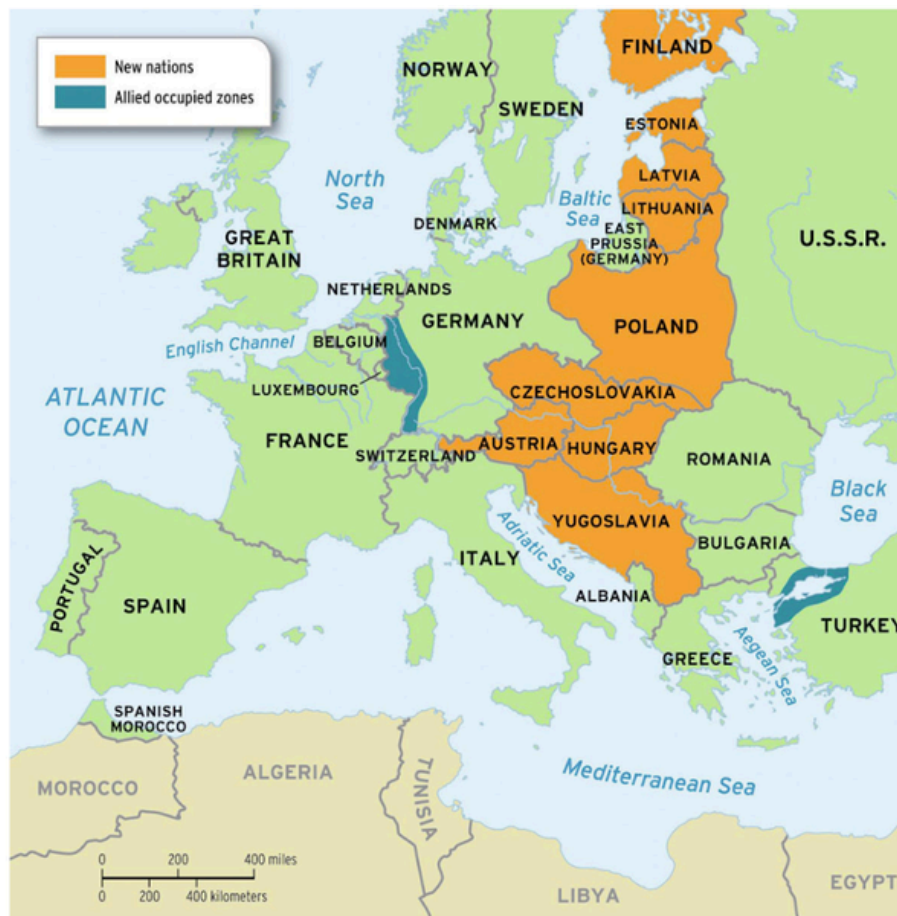 New nations
Allied occupied zones
FINLAND
NORWAY
SWEDEN
ESTONIA
LATVIA
LITHUANIA
North
Sea
Baltic
Sea
DENMARK
EAST
PRUSSIA
(GERMANY)
U.S.S.R.
GREAT
BRITAIN
NETHERLANDS
GERMANY
POLAND
English Channel
BELGIUM
LUXEMBOURG
CZECHOSLOVAKIA
ATLANTIC
OCEAN
FRANCE
SWITZERLAND
AUSTRIA
HUNGARY
ROMANIA
Black
Sea
YUGOSLAVIA
Adriatic Sea
BULGARIA
ITALY
PORTUGAL
SPAIN
ALBANIA
TURKEY
GREECE
Aegean Sea
SPANISH
MOROCCO
MOROCCO
ALGERIA
TUNISIA
Mediterranean Sea
LIBYA
EGYPT
0 200 400 miles
0 200 400 kilometers